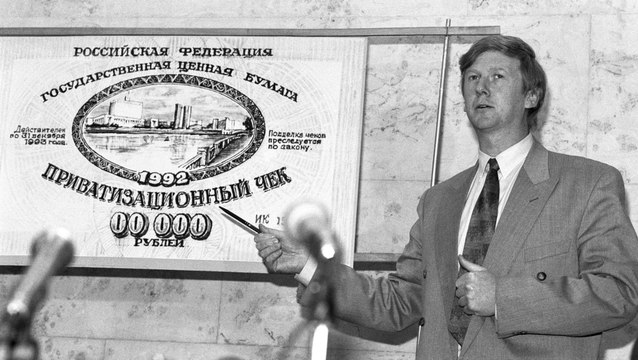 РОССИЙСКАЯ ФЕДЕРАЦИЯ
ГОСУДАРСТВЕННАЯ ЦЕННАЯ БУМАГА
Действителен
по 31 декабря
1993 года.
Подделка чеков
преследуется
по закону.
1992
ПРИВАТИЗАЦИОННЫЙ ЧЕК
00 000
РУБЛЕЙ
ИК